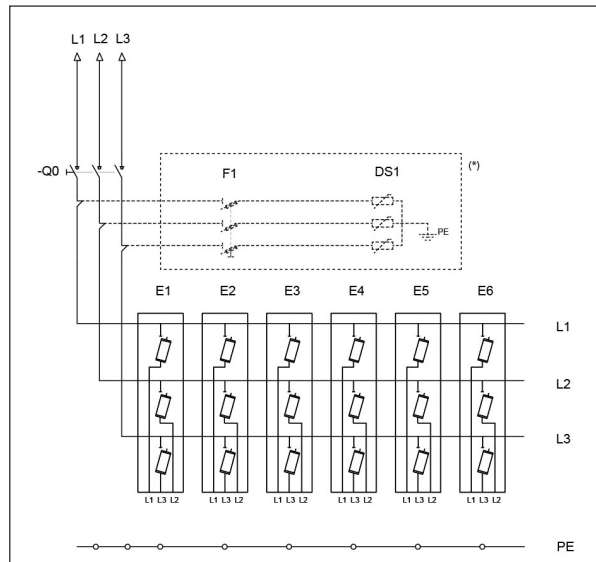 L1 L2 L3
-Q0
F1 DS1 (*)
PE
E1 E2 E3 E4 E5 E6
L1
L2
L3
L1 L3 L2 L1 L3 L2 L1 L3 L2 L1 L3 L2 L1 L3 L2 L1 L3 L2
PE